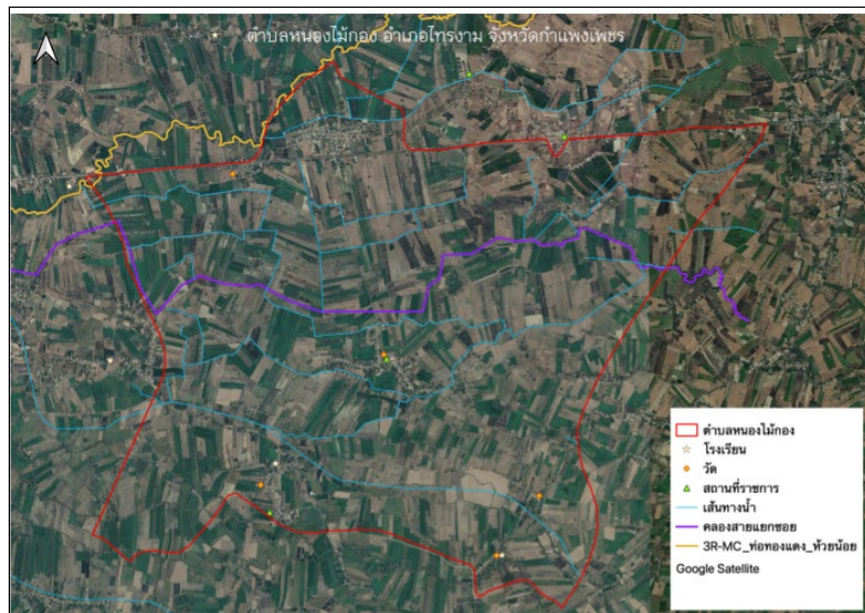 ตำบลหนองไม้กอง อำเภอไทรงาม จังหวัดกำแพงเพชร
ตำบลหนองไม้กอง
โรงเรียน
วัด
สถานที่ราชการ
เส้นทางน้ำ
คลองสายแยกซอย
3R-MC_ท่อทองแดง_ห้วยน้อย
Google Satellite